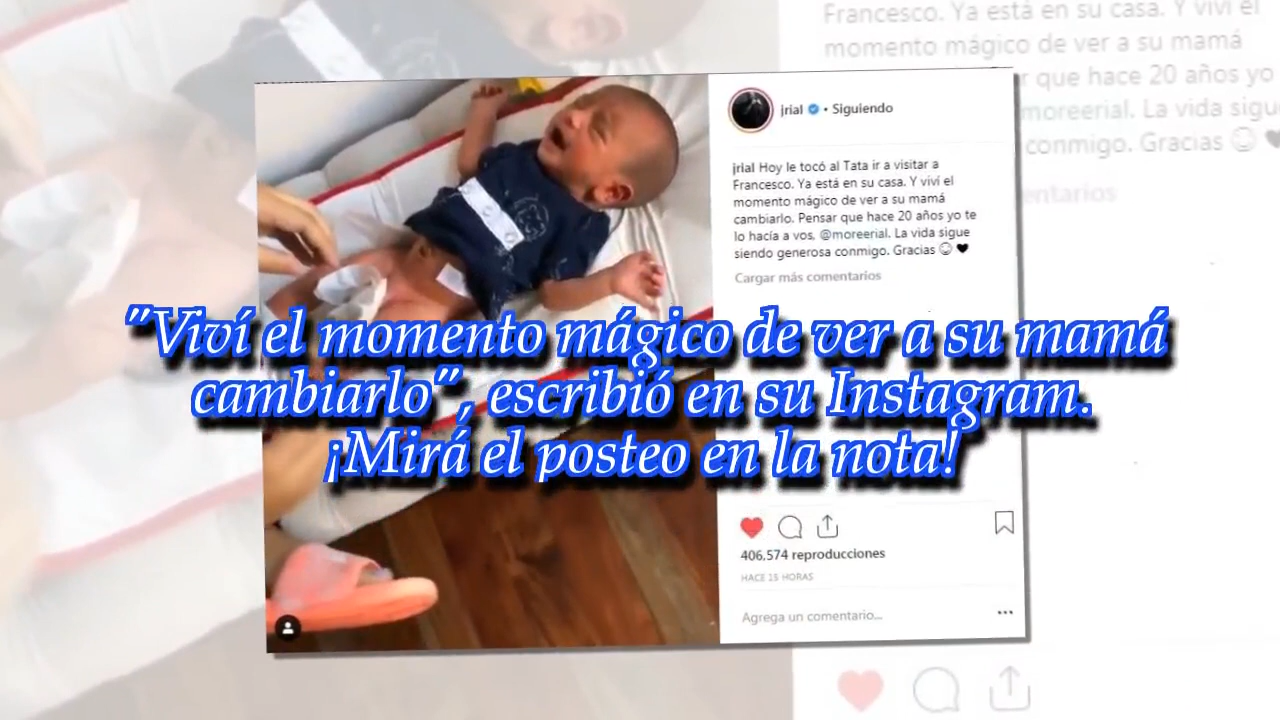 Francesco. Ya está en su casa. Y viví el
momento mágico de ver a su mamá
r que hace 20 años yo
moreerial. La vida sigu
conmigo. Gracias ☺ 🖤
entarios
jrial • Siguiendo
jrial Hoy le tocó al Tata ir a visitar a
Francesco. Ya está en su casa. Y viví el
momento mágico de ver a su mamá
cambiarlo. Pensar que hace 20 años yo te
lo hacía a vos, @moreerial. La vida sigue
siendo generosa conmigo. Gracias ☺ 🖤
Cargar más comentarios
"Viví el momento mágico de ver a su mamá
cambiarlo", escribió en su Instagram.
¡Mirá el posteo en la nota!
406,574 reproducciones
HACE 15 HORAS
Agrega un comentario...